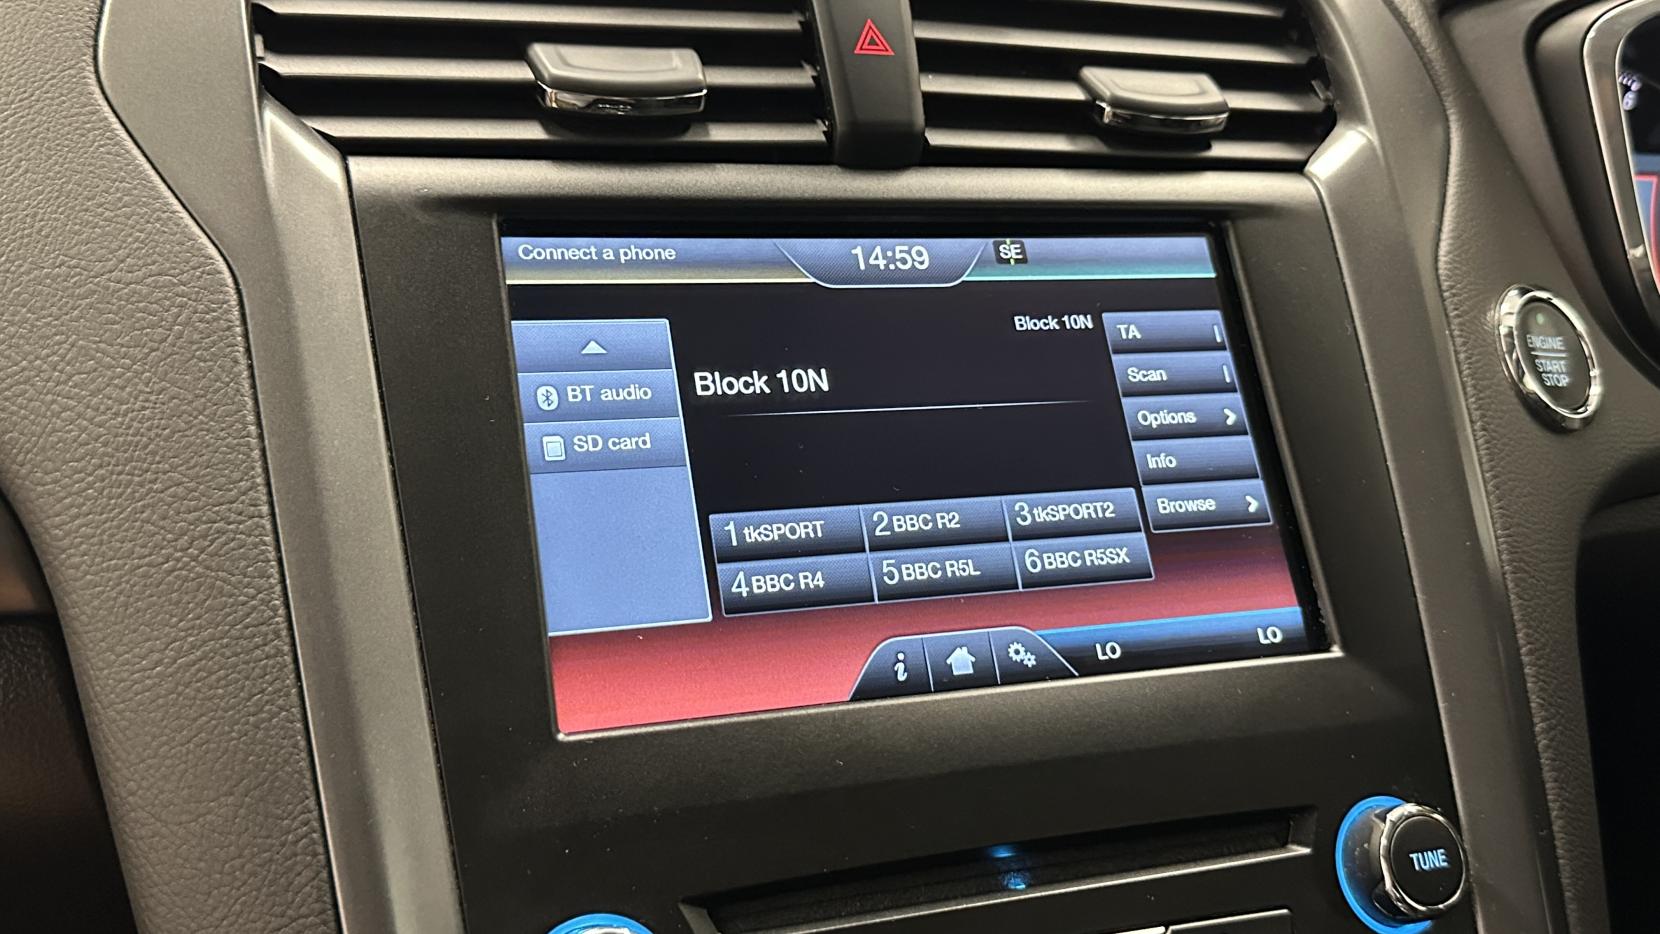 Connect a phone
14:59
SE
Block 10N
TA
BT audio
Block 10N
Scan
SD card
Options
Info
1 tkSPORT
2 BBC R2
3 tkSPORT2
Browse
4 BBC R4
5 BBC R5L
6 BBC R5SX
i
LO
LO
ENGINE
START
STOP
TUNE